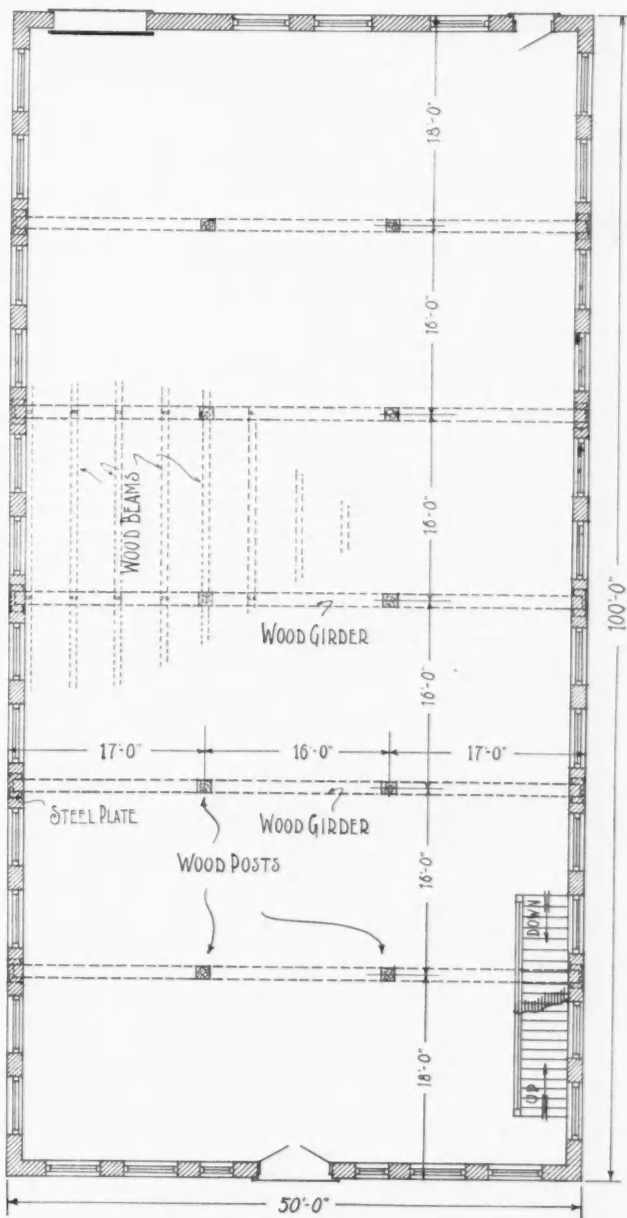 18'-0"
16'-0"
16'-0"
WOOD BEAMS
100'-0"
WOOD GIRDER
16'-0"
17'-0"
16'-0"
17'-0"
STEEL PLATE
WOOD GIRDER
WOOD POSTS
16'-0"
DOWN
18'-0"
UP
50'-0"